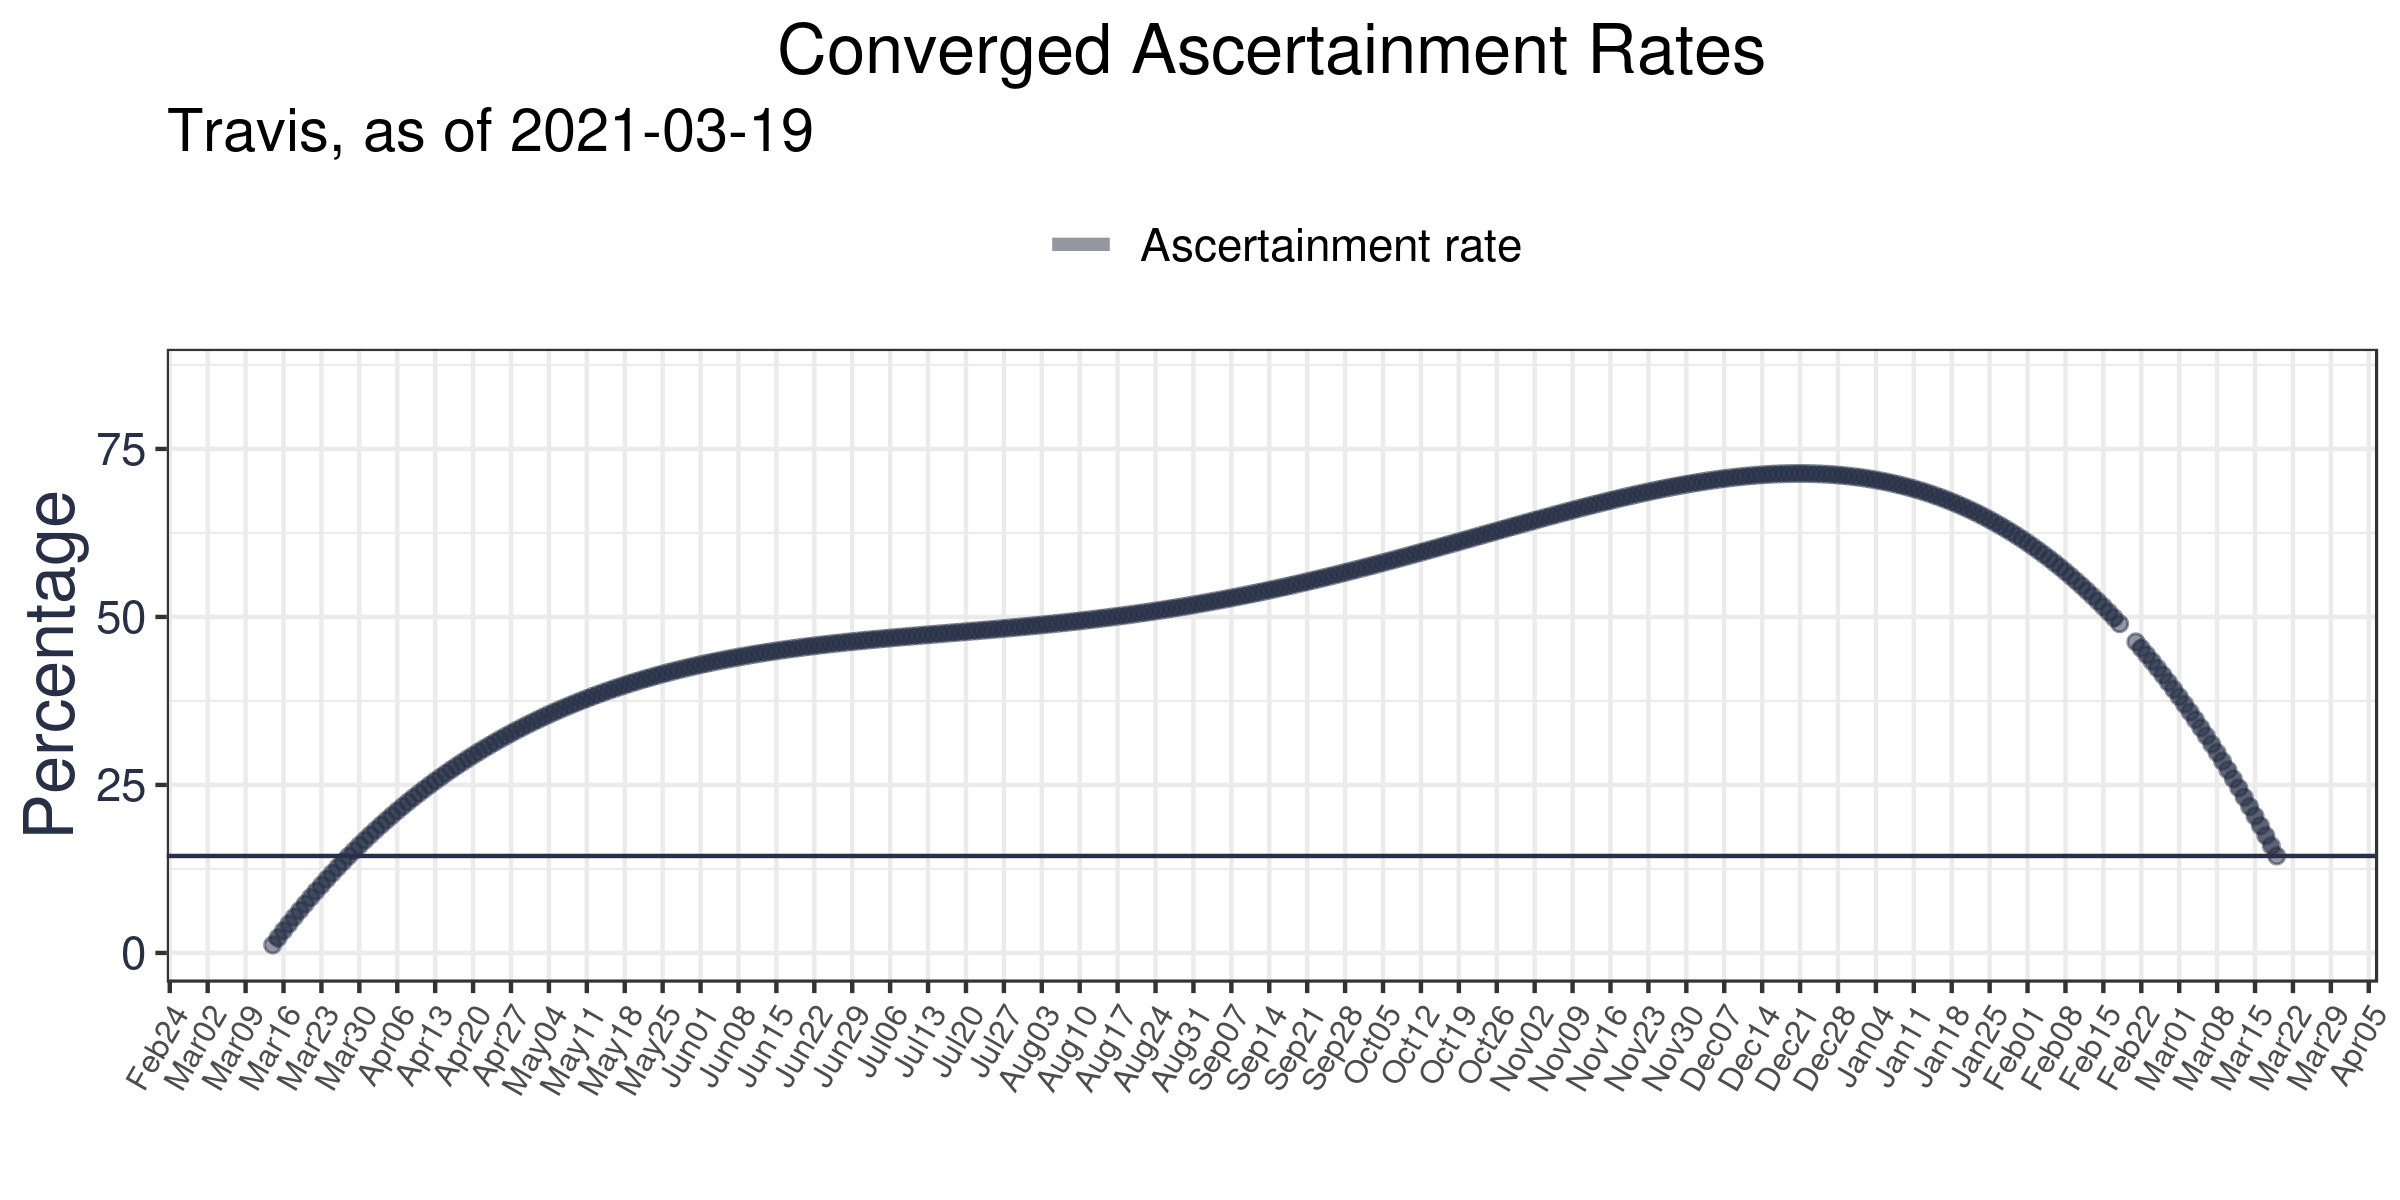 Converged Ascertainment Rates
Travis, as of 2021-03-19
Ascertainment rate
Percentage
75
50
25
0
Feb24 Mar02 Mar09 Mar16 Mar23 Mar30 Apr06 Apr13 Apr20 Apr27 May04 May11 May18 May25 Jun01 Jun08 Jun15 Jun22 Jun29 Jul06 Jul13 Jul20 Jul27 Aug03 Aug10 Aug17 Aug24 Aug31 Sep07 Sep14 Sep21 Sep28 Oct05 Oct12 Oct19 Oct26 Nov02 Nov09 Nov16 Nov23 Nov30 Dec07 Dec14 Dec21 Dec28 Jan04 Jan11 Jan18 Jan25 Feb01 Feb08 Feb15 Feb22 Mar01 Mar08 Mar15 Mar22 Mar29 Apr05